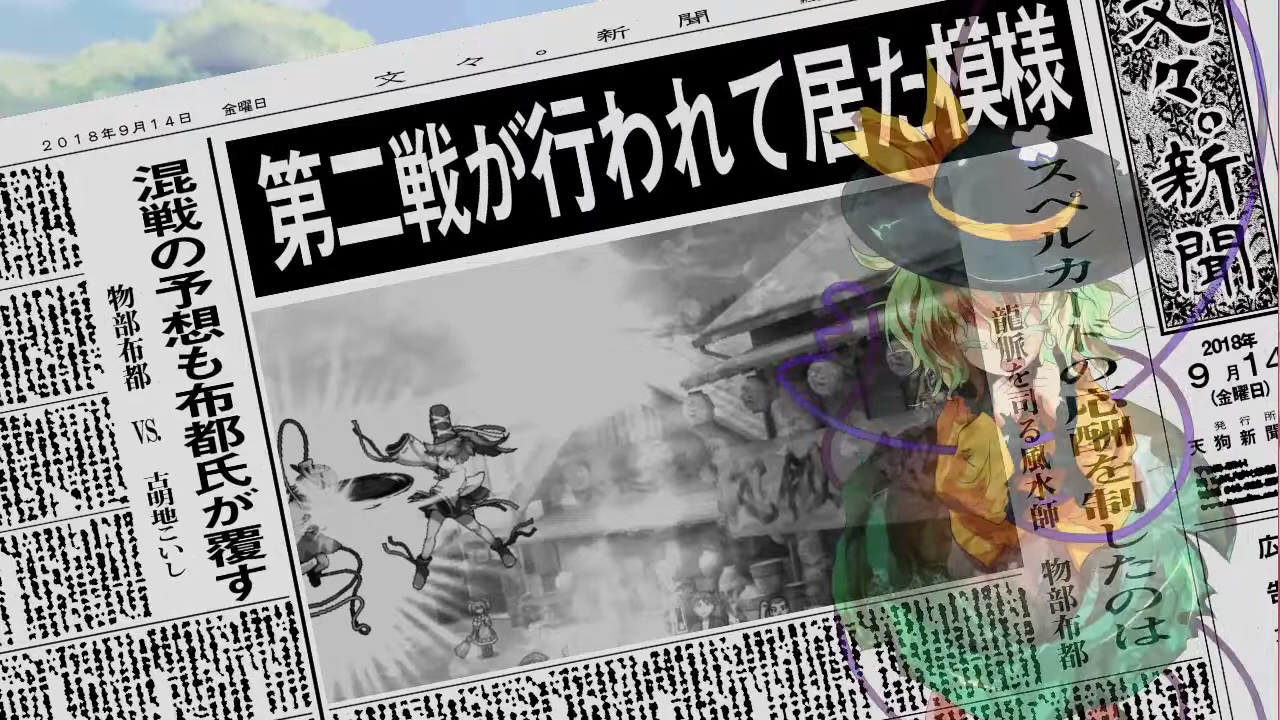 文々。新聞
2018年9月14日 金曜日
第二戦が行われて居た模様
文々。新聞
2018年
9月14
(金曜日)
発行所
天狗新聞
広告
スペルカードの応酬を制したのは
龍脈を司る風水師
物部布都
混戦の予想も布都氏が覆す
物部布都 VS. 古明地こいし